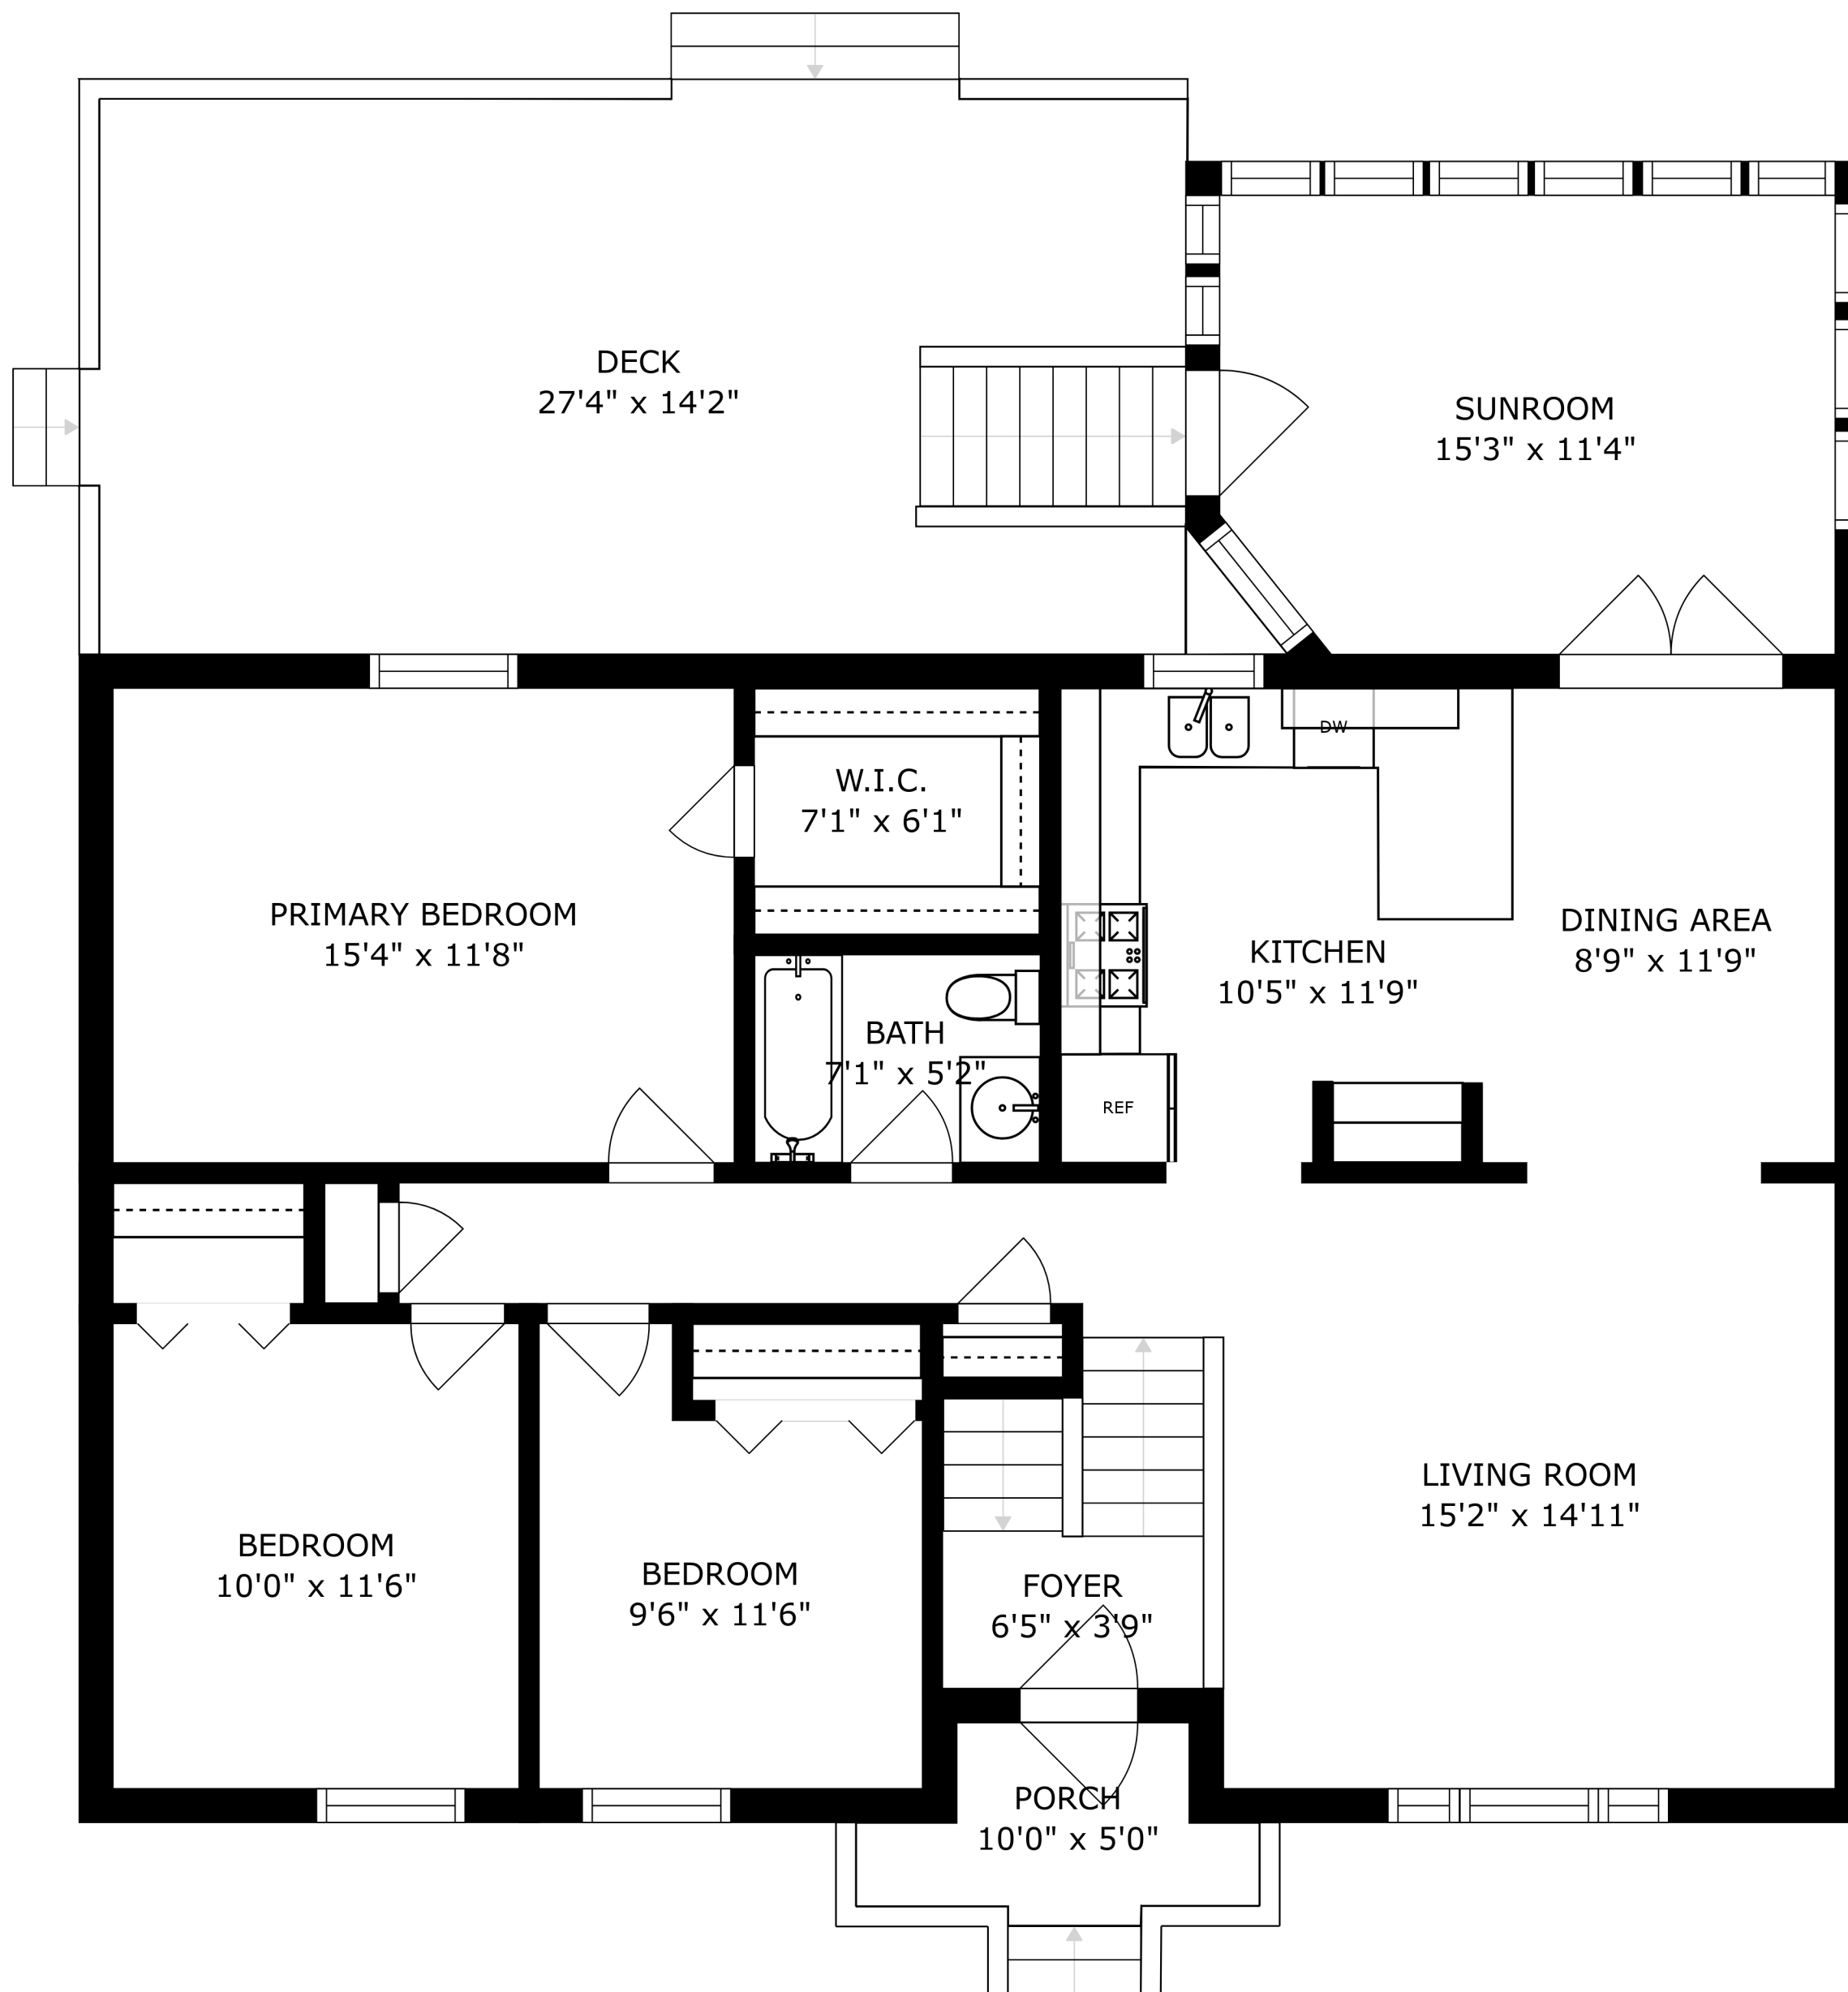 DECK
27'4" x 14'2"
SUNROOM
15'3" x 11'4"
DW
W.I.C.
7'1" x 6'1"
PRIMARY BEDROOM
15'4" x 11'8"
DINING AREA
8'9" x 11'9"
KITCHEN
10'5" x 11'9"
BATH
7'1" x 5'2"
REF
LIVING ROOM
15'2" x 14'11"
BEDROOM
10'0" x 11'6"
BEDROOM
9'6" x 11'6"
FOYER
6'5" x 3'9"
PORCH
10'0" x 5'0"